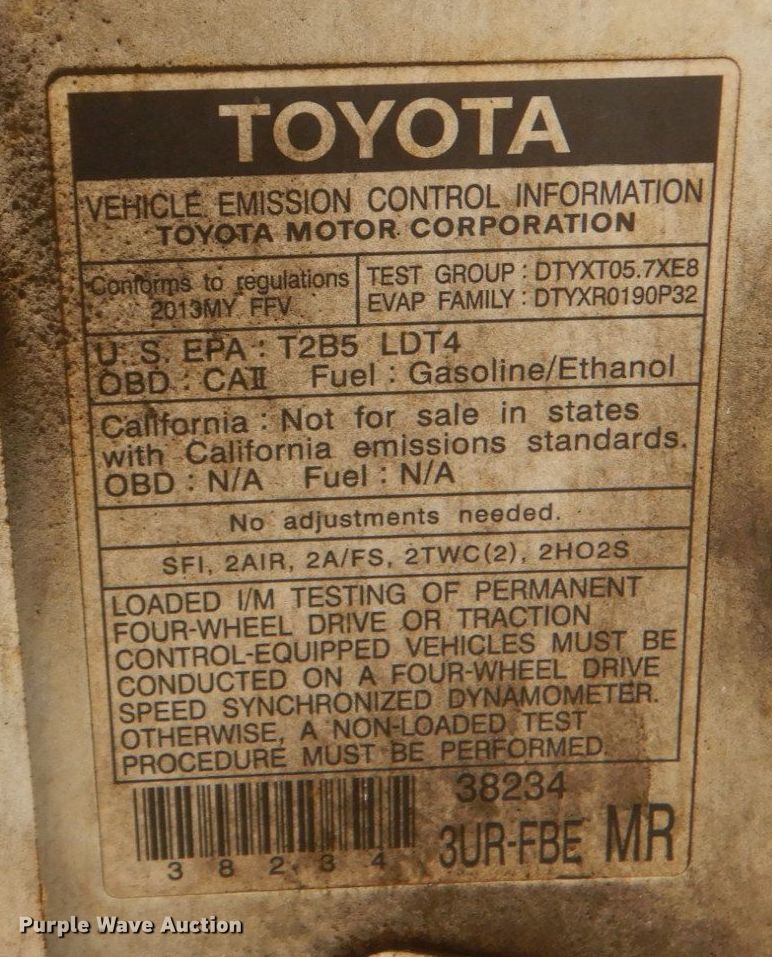 TOYOTA
VEHICLE EMISSION CONTROL INFORMATION
TOYOTA MOTOR CORPORATION
Conforms to regulations
2013MY FFV
TEST GROUP : DTYXT05.7XE8
EVAP FAMILY : DTYXR0190P32
U. S. EPA : T2B5 LDT4
OBD : CAⅡ Fuel : Gasoline/Ethanol
California : Not for sale in states
with California emissions standards.
OBD : N/A Fuel : N/A
No adjustments needed.
SFI, 2AIR, 2A/FS, 2TWC(2), 2HO2S
LOADED I/M TESTING OF PERMANENT
FOUR-WHEEL DRIVE OR TRACTION
CONTROL-EQUIPPED VEHICLES MUST BE
CONDUCTED ON A FOUR-WHEEL DRIVE
SPEED SYNCHRONIZED DYNAMOMETER.
OTHERWISE, A NON-LOADED TEST
PROCEDURE MUST BE PERFORMED.
38234
3 8 2 3 4
3UR-FBE MR
Purple Wave Auction